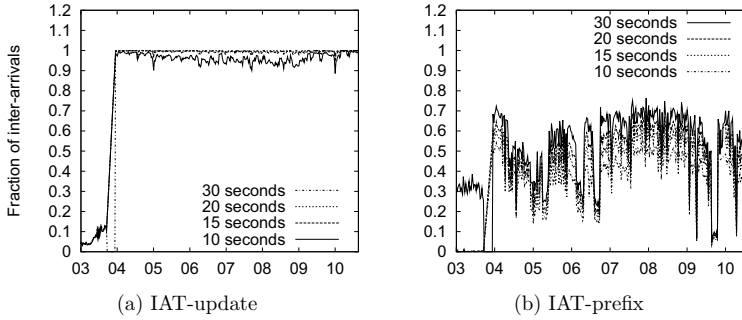 1.2
1.1
1
0.9
0.8
0.7
0.6
0.5
0.4
0.3
0.2
0.1
0
Fraction of inter-arrivals
30 seconds
20 seconds
15 seconds
10 seconds
03 04 05 06 07 08 09 10
(a) IAT-update
1.2
1.1
1
0.9
0.8
0.7
0.6
0.5
0.4
0.3
0.2
0.1
0
30 seconds
20 seconds
15 seconds
10 seconds
03 04 05 06 07 08 09 10
(b) IAT-prefix